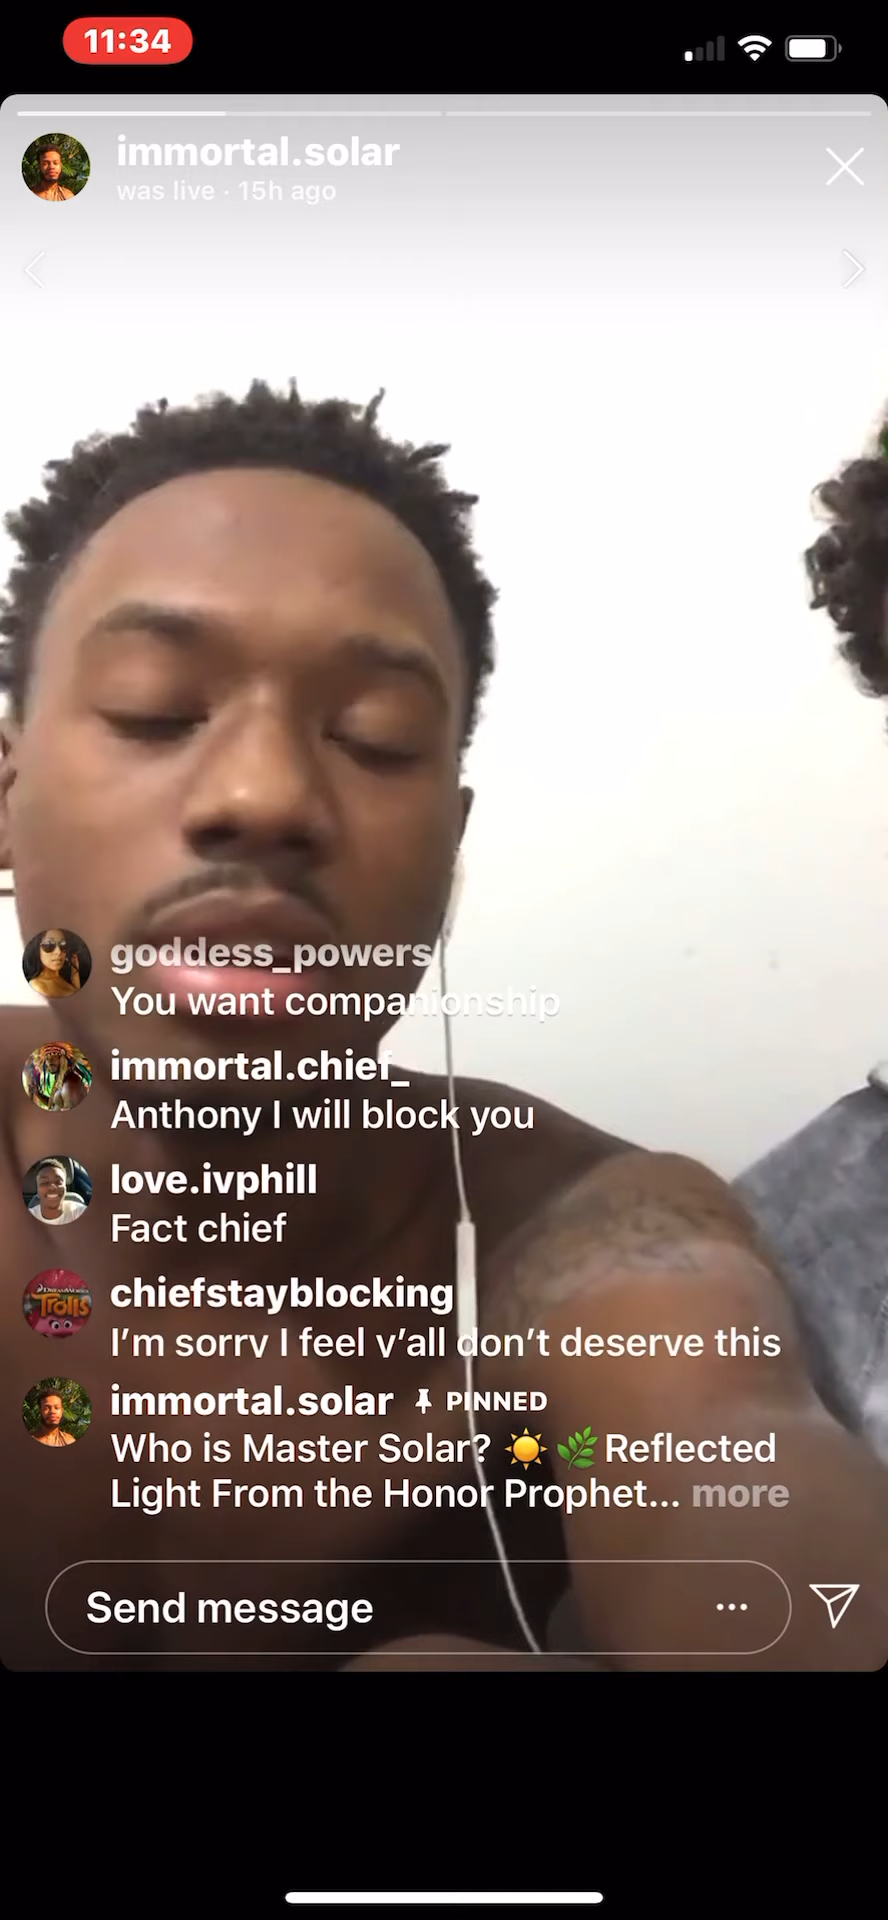 11:34
immortal.solar
was live · 15h ago
goddess_powers
You want companionship
immortal.chief_
Anthony I will block you
love.ivphill
Fact chief
DREAMWORKS
Trolls
chiefstayblocking
I'm sorry I feel y'all don't deserve this
immortal.solar PINNED
Who is Master Solar? ☀️🌿Reflected
Light From the Honor Prophet... more
Send message